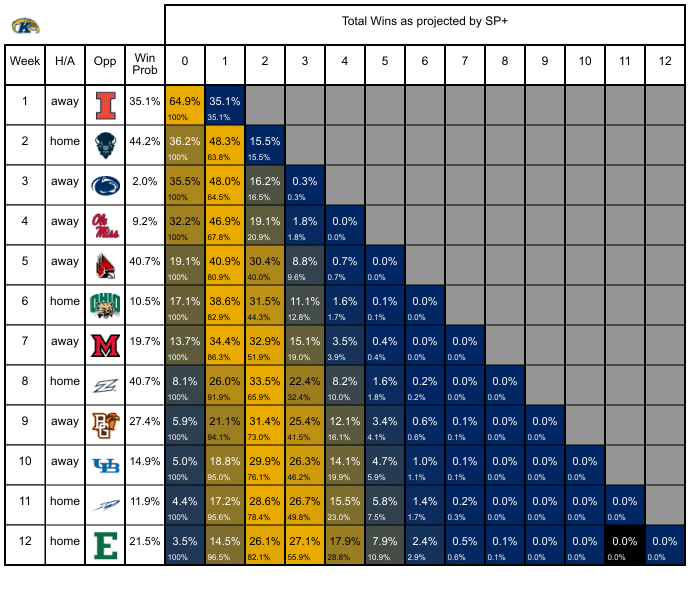 Total Wins as projected by SP+
Week H/A Opp Win Prob 0 1 2 3 4 5 6 7 8 9 10 11 12
1 away I 35.1% 64.9% 35.1%
100% 35.1%
2 home 44.2% 36.2% 48.3% 15.5%
100% 63.8% 15.5%
3 away 2.0% 35.5% 48.0% 16.2% 0.3%
100% 64.5% 16.5% 0.3%
4 away Ole Miss 9.2% 32.2% 46.9% 19.1% 1.8% 0.0%
100% 67.8% 20.9% 1.8% 0.0%
5 away 40.7% 19.1% 40.9% 30.4% 8.8% 0.7% 0.0%
100% 80.9% 40.0% 9.6% 0.7% 0.0%
6 home OHIO 10.5% 17.1% 38.6% 31.5% 11.1% 1.6% 0.1% 0.0%
100% 82.9% 44.3% 12.8% 1.7% 0.1% 0.0%
7 away M 19.7% 13.7% 34.4% 32.9% 15.1% 3.5% 0.4% 0.0% 0.0%
100% 86.3% 51.9% 19.0% 3.9% 0.4% 0.0% 0.0%
8 home Z 40.7% 8.1% 26.0% 33.5% 22.4% 8.2% 1.6% 0.2% 0.0% 0.0%
100% 91.9% 65.9% 32.4% 10.0% 1.8% 0.2% 0.0% 0.0%
9 away BG 27.4% 5.9% 21.1% 31.4% 25.4% 12.1% 3.4% 0.6% 0.1% 0.0% 0.0%
100% 94.1% 73.0% 41.5% 16.1% 4.1% 0.6% 0.1% 0.0% 0.0%
10 away UB 14.9% 5.0% 18.8% 29.9% 26.3% 14.1% 4.7% 1.0% 0.1% 0.0% 0.0% 0.0%
100% 95.0% 76.1% 46.2% 19.9% 5.9% 1.1% 0.1% 0.0% 0.0% 0.0%
11 home 11.9% 4.4% 17.2% 28.6% 26.7% 15.5% 5.8% 1.4% 0.2% 0.0% 0.0% 0.0% 0.0%
100% 95.6% 78.4% 49.8% 23.0% 7.5% 1.7% 0.3% 0.0% 0.0% 0.0% 0.0%
12 home E 21.5% 3.5% 14.5% 26.1% 27.1% 17.9% 7.9% 2.4% 0.5% 0.1% 0.0% 0.0% 0.0% 0.0%
100% 96.5% 82.1% 55.9% 28.8% 10.9% 2.9% 0.6% 0.1% 0.0% 0.0% 0.0% 0.0%